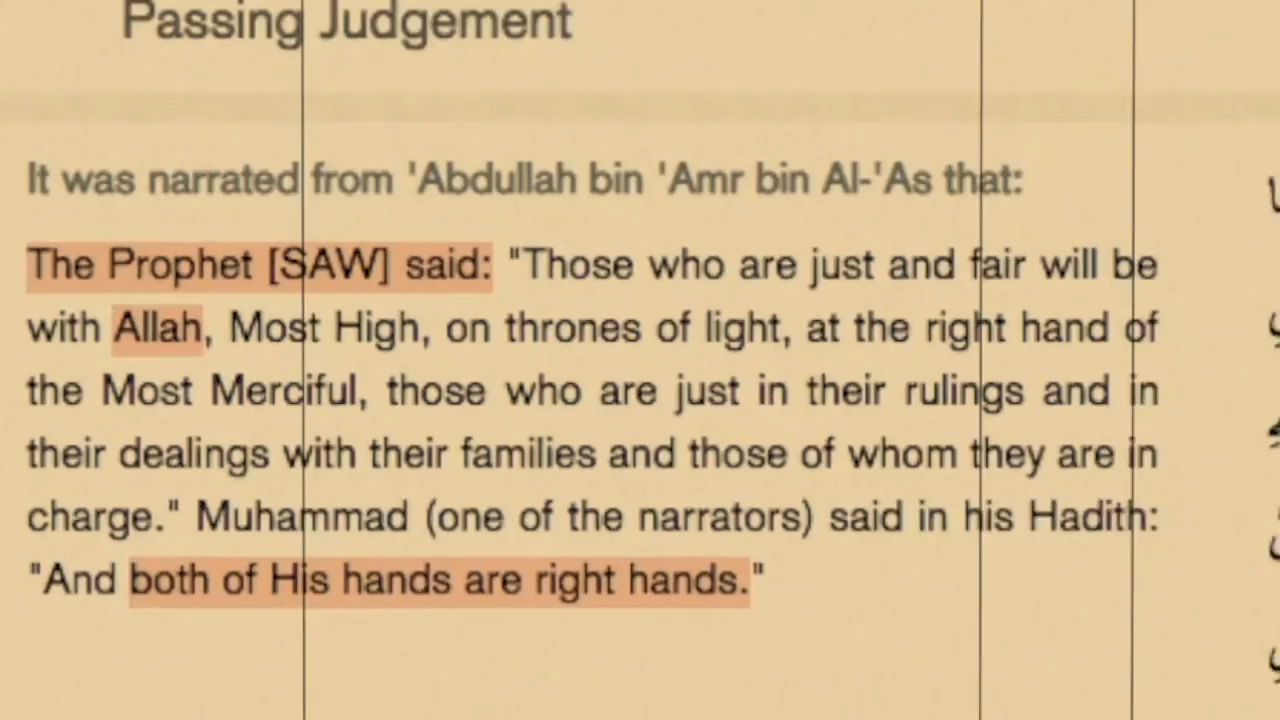 Passing Judgement
It was narrated from 'Abdullah bin 'Amr bin Al-'As that:
The Prophet [SAW] said: "Those who are just and fair will be
with Allah, Most High, on thrones of light, at the right hand of
the Most Merciful, those who are just in their rulings and in
their dealings with their families and those of whom they are in
charge." Muhammad (one of the narrators) said in his Hadith:
"And both of His hands are right hands."